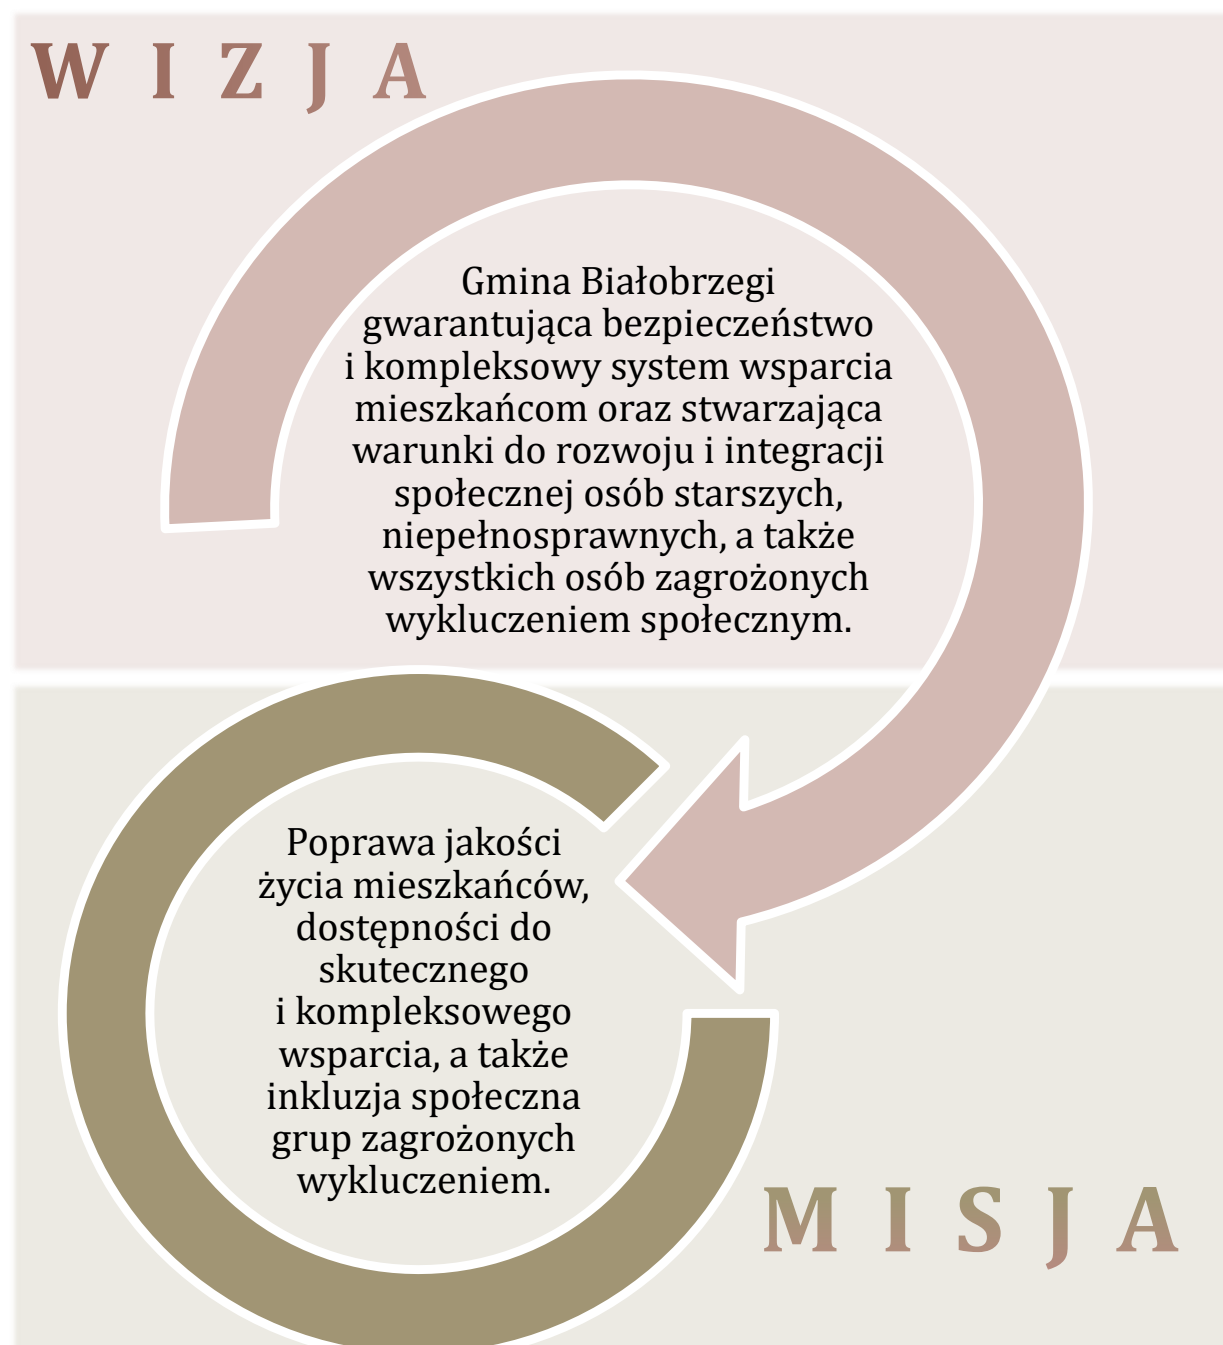 W I Z J A
Gmina Białobrzegi
gwarantująca bezpieczeństwo
i kompleksowy system wsparcia
mieszkańcom oraz stwarzająca
warunki do rozwoju i integracji
społecznej osób starszych,
niepełnosprawnych, a także
wszystkich osób zagrożonych
wykluczeniem społecznym.
Poprawa jakości
życia mieszkańców,
dostępności do
skutecznego
i kompleksowego
wsparcia, a także
inkluzja społeczna
grup zagrożonych
wykluczeniem.
M I S J A